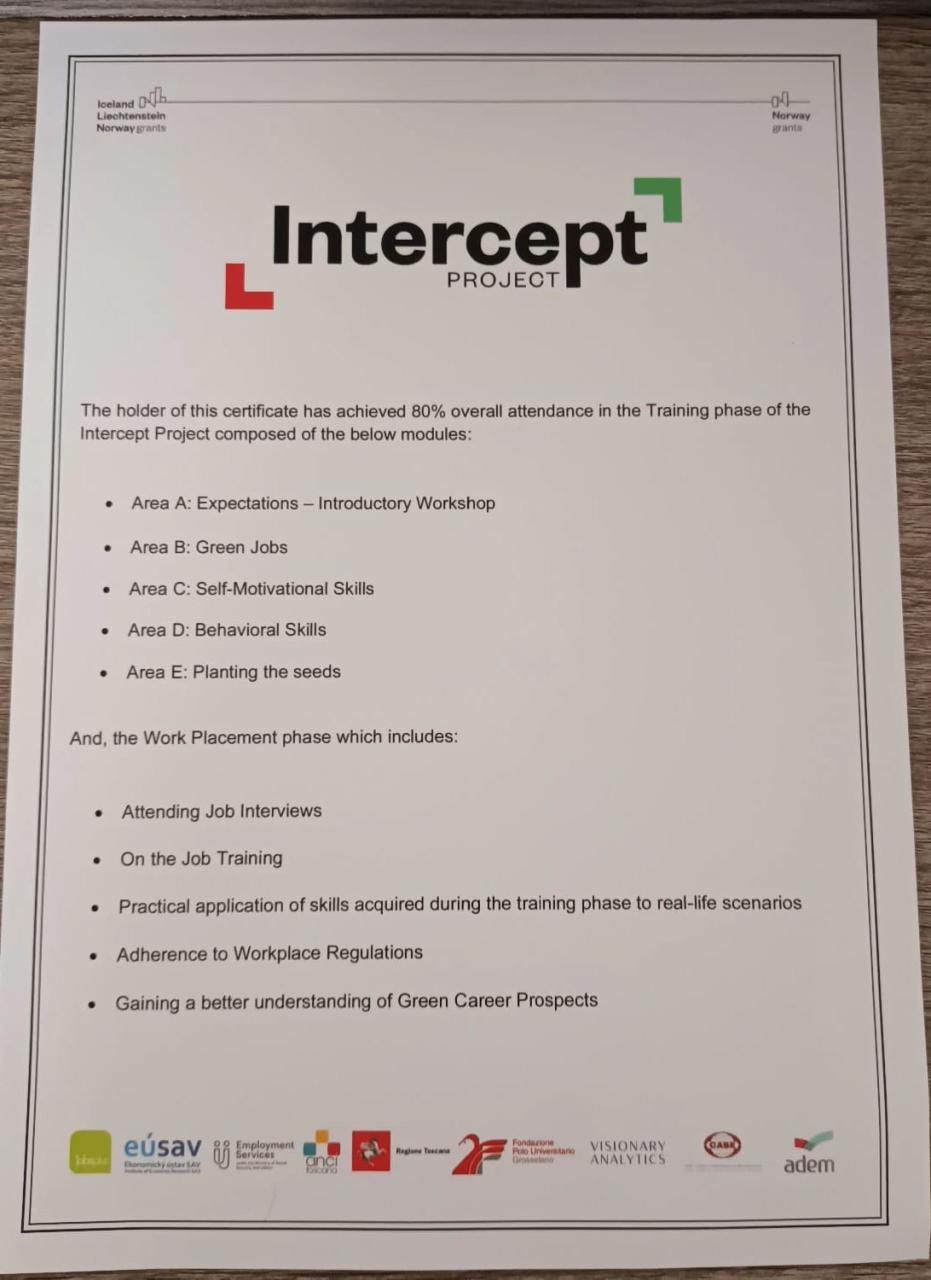 Iceland
Liechtenstein
Norway grants
Norway
grants
Intercept
PROJECT
The holder of this certificate has achieved 80% overall attendance in the Training phase of the
Intercept Project composed of the below modules:
• Area A: Expectations – Introductory Workshop
• Area B: Green Jobs
• Area C: Self-Motivational Skills
• Area D: Behavioral Skills
• Area E: Planting the seeds
And, the Work Placement phase which includes:
• Attending Job Interviews
• On the Job Training
• Practical application of skills acquired during the training phase to real-life scenarios
• Adherence to Workplace Regulations
• Gaining a better understanding of Green Career Prospects
eúsav
Ekonomický ústav SAV
Employment
Services
anci
toscana
Regione Toscana
Fondazione
Polo Universitario
Grossetano
VISIONARY
ANALYTICS
adem